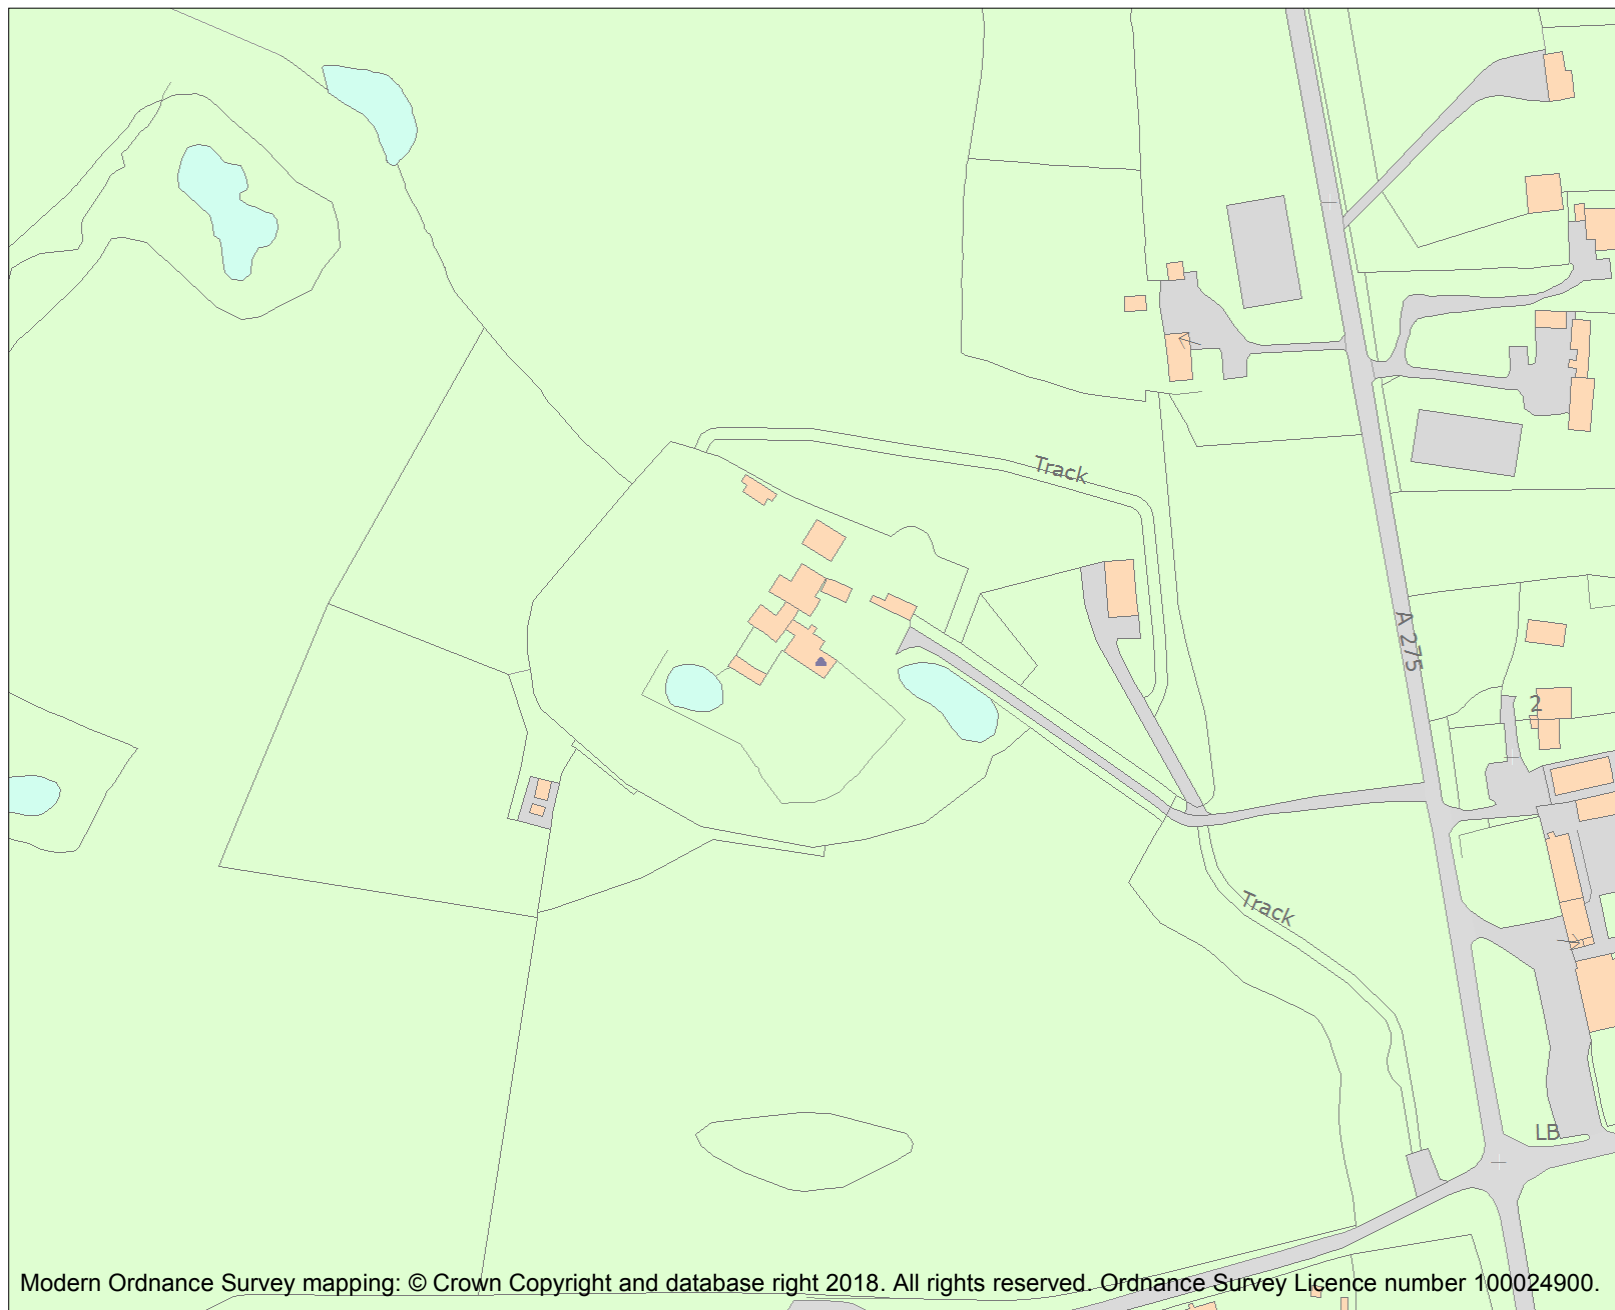 Track
A 275
2
Track
LB
Modern Ordnance Survey mapping: © Crown Copyright and database right 2018. All rights reserved. Ordnance Survey Licence number 100024900.